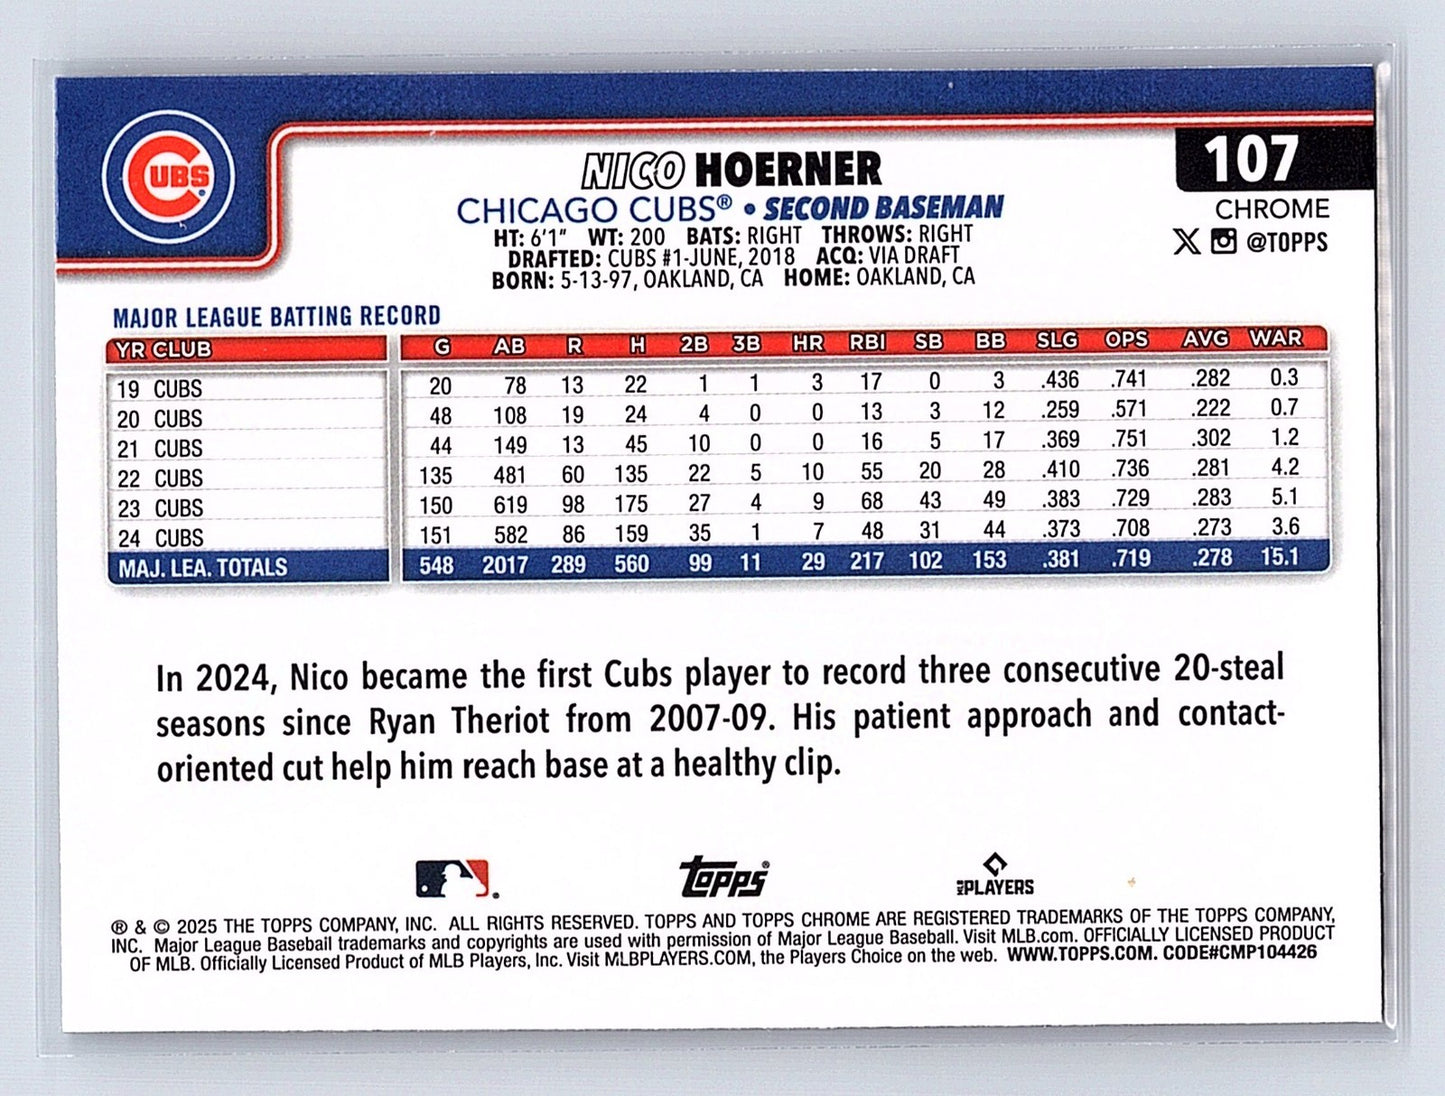 CUBS
NICO HOERNER
107
CHICAGO CUBS® • SECOND BASEMAN
CHROME
HT: 6'1" WT: 200 BATS: RIGHT THROWS: RIGHT
@TOPPS
DRAFTED: CUBS #1-JUNE, 2018 ACQ: VIA DRAFT
BORN: 5-13-97, OAKLAND, CA HOME: OAKLAND, CA
MAJOR LEAGUE BATTING RECORD
YR CLUB G AB R H 2B 3B HR RBI SB BB SLG OPS AVG WAR
19 CUBS 20 78 13 22 1 1 3 17 0 3 .436 .741 .282 0.3
20 CUBS 48 108 19 24 4 0 0 13 3 12 .259 .571 .222 0.7
21 CUBS 44 149 13 45 10 0 0 16 5 17 .369 .751 .302 1.2
22 CUBS 135 481 60 135 22 5 10 55 20 28 .410 .736 .281 4.2
23 CUBS 150 619 98 175 27 4 9 68 43 49 .383 .729 .283 5.1
24 CUBS 151 582 86 159 35 1 7 48 31 44 .373 .708 .273 3.6
MAJ. LEA. TOTALS 548 2017 289 560 99 11 29 217 102 153 .381 .719 .278 15.1
In 2024, Nico became the first Cubs player to record three consecutive 20-steal
seasons since Ryan Theriot from 2007-09. His patient approach and contact-
oriented cut help him reach base at a healthy clip.
topps®
MLB PLAYERS
® & © 2025 THE TOPPS COMPANY, INC. ALL RIGHTS RESERVED. TOPPS AND TOPPS CHROME ARE REGISTERED TRADEMARKS OF THE TOPPS COMPANY,
INC. Major League Baseball trademarks and copyrights are used with permission of Major League Baseball. Visit MLB.com. OFFICIALLY LICENSED PRODUCT
OF MLB. Officially Licensed Product of MLB Players, Inc. Visit MLBPLAYERS.COM, the Players Choice on the web. WWW.TOPPS.COM. CODE#CMP104426